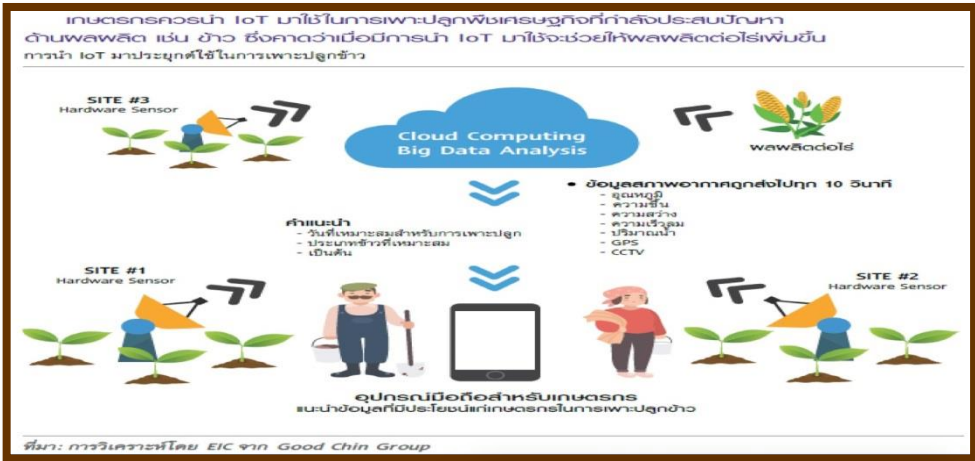 เกษตรกรควรนำ IoT มาใช้ในการเพาะปลูกพืชเศรษฐกิจที่กำลังประสบปัญหา
ด้านผลผลิต เช่น ข้าว ซึ่งคาดว่าเมื่อมีการนำ IoT มาใช้จะช่วยให้ผลผลิตต่อไร่เพิ่มขึ้น
การนำ IoT มาประยุกต์ใช้ในการเพาะปลูกข้าว
SITE #3
Hardware Sensor
Cloud Computing
Big Data Analysis
ผลผลิตต่อไร่
• ข้อมูลสภาพอากาศถูกส่งไปทุก 10 วินาที
- อุณหภูมิ
- ความชื้น
- ความสว่าง
- ความเร็วลม
- ปริมาณน้ำ
- GPS
- CCTV
คำแนะนำ
- วันที่เหมาะสมสำหรับการเพาะปลูก
- ประเภทข้าวที่เหมาะสม
- เป็นต้น
SITE #1
Hardware Sensor
SITE #2
Hardware Sensor
อุปกรณ์มือถือสำหรับเกษตรกร
แนะนำข้อมูลที่มีประโยชน์แก่เกษตรกรในการเพาะปลูกข้าว
ที่มา: การวิเคราะห์โดย EIC จาก Good Chin Group